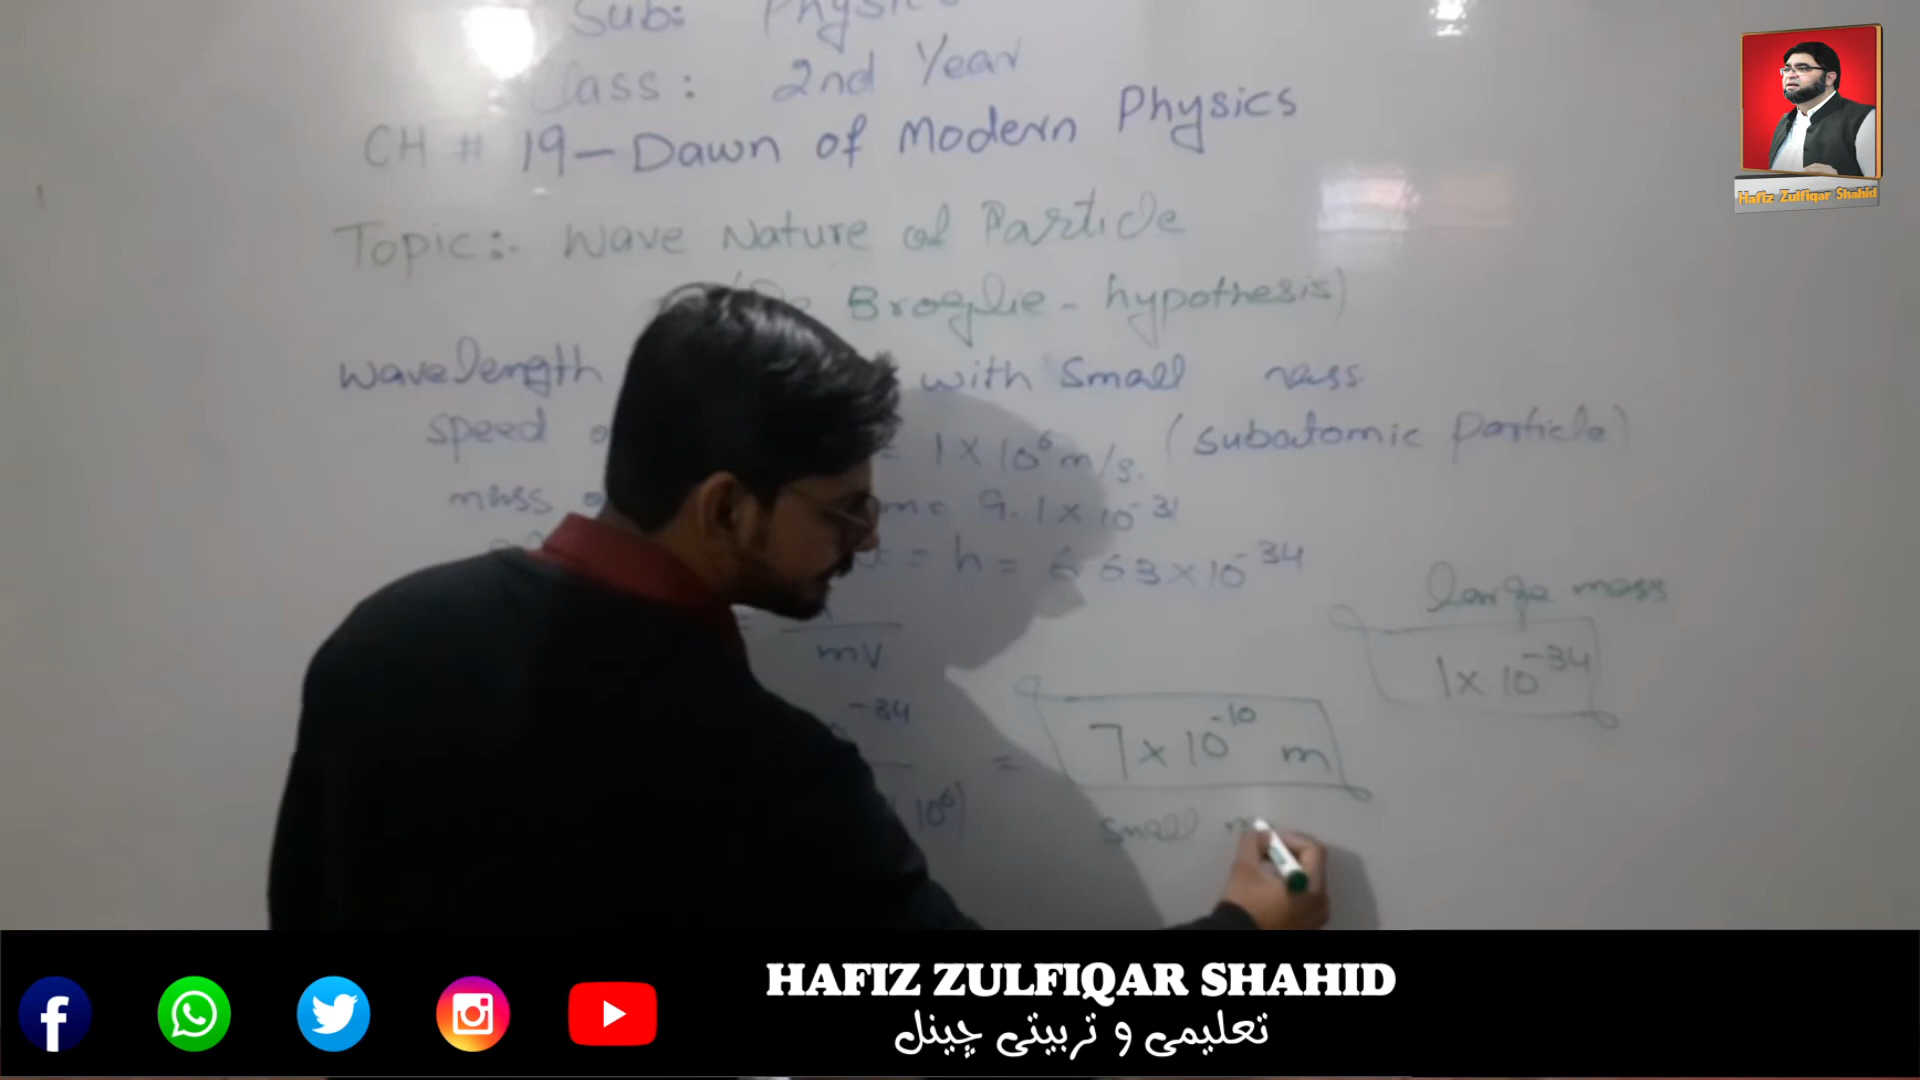 Sub: Physics
Class: 2nd Year
CH # 19 – Dawn of Modern Physics
Topic:- Wave Nature of Particle
Broglie - hypothesis)
Hafiz Zulfiqar Shahid
wavelength with small mass
speed = 1 × 10⁶ m/s. (subatomic Particle)
mass m = 9.1 × 10⁻³¹
= h = 6.63 × 10⁻³⁴
large mass
1 × 10⁻³⁴
= mv
⁻³⁴
10⁶) = 7 × 10⁻¹⁰ m
small m
HAFIZ ZULFIQAR SHAHID
تعلیمی و تربیتی چینل